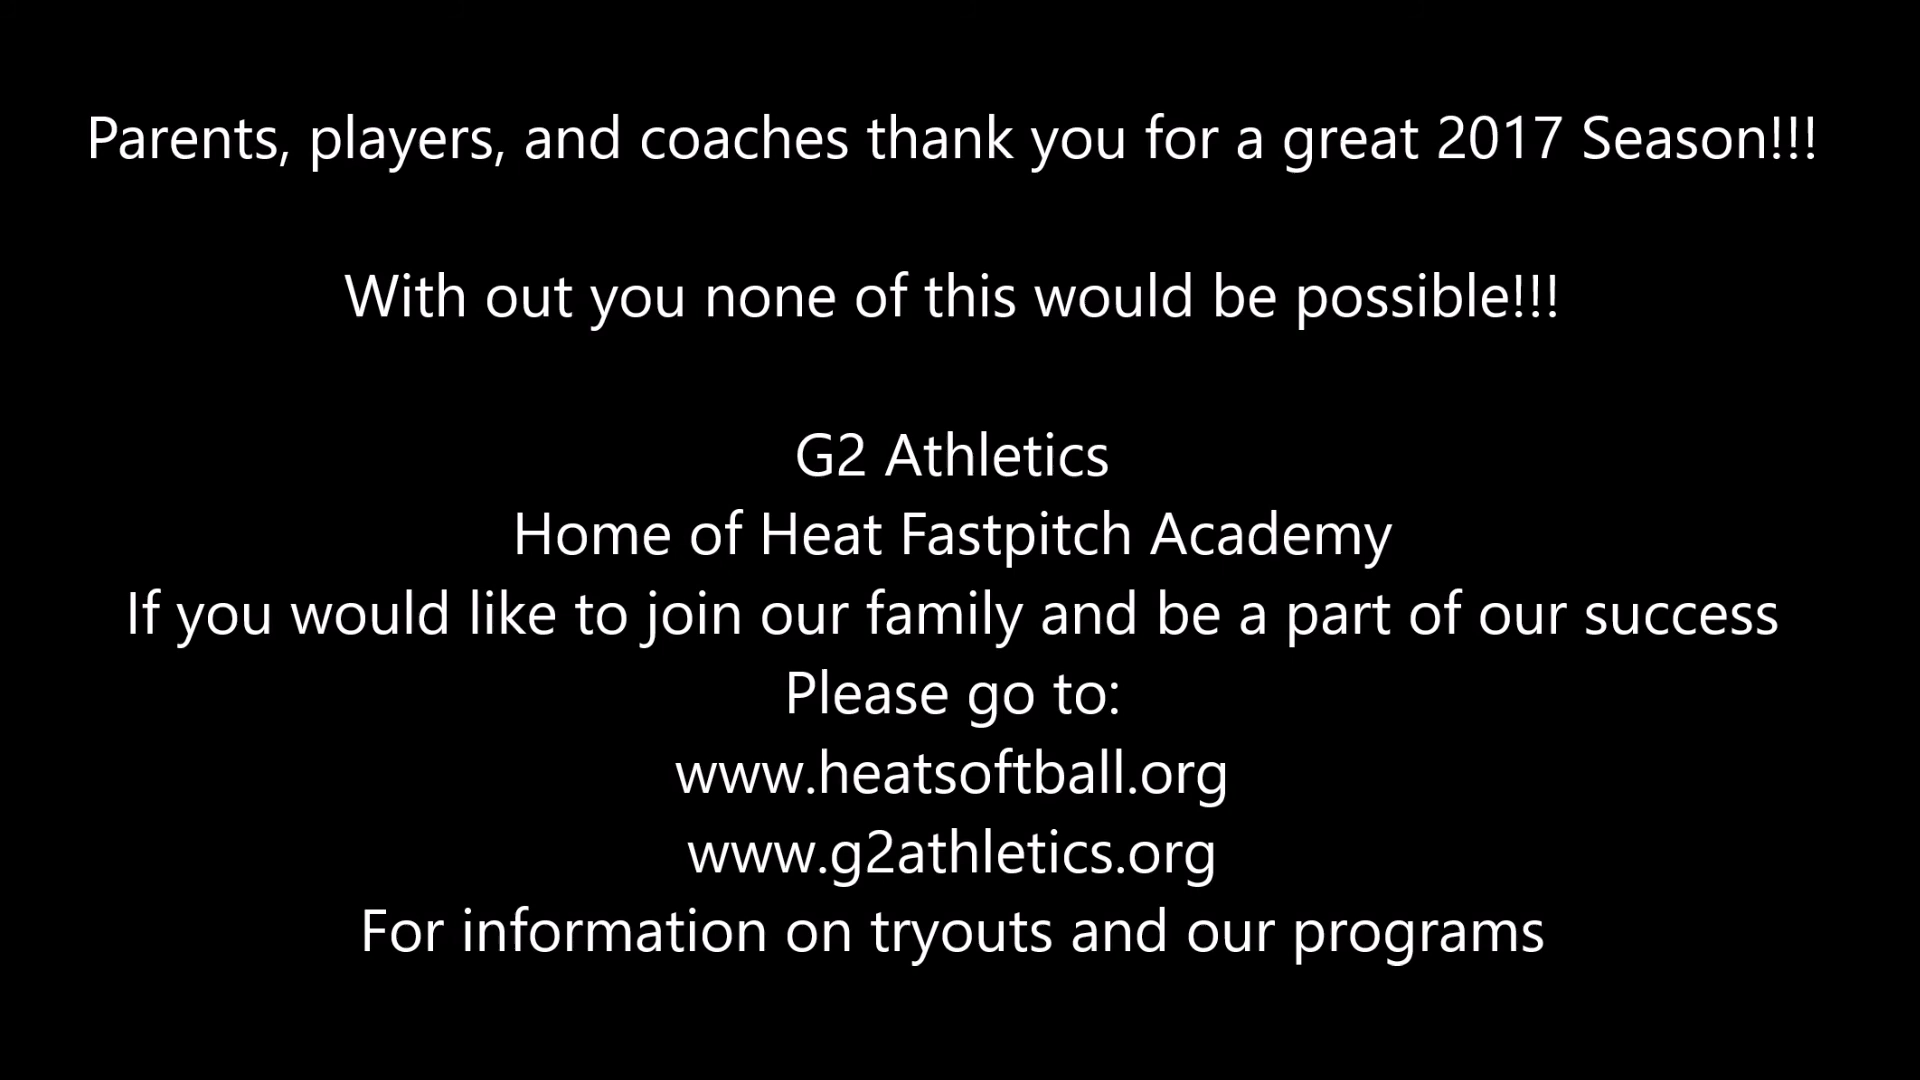 Parents, players, and coaches thank you for a great 2017 Season!!!
With out you none of this would be possible!!!
G2 Athletics
Home of Heat Fastpitch Academy
If you would like to join our family and be a part of our success
Please go to:
www.heatsoftball.org
www.g2athletics.org
For information on tryouts and our programs